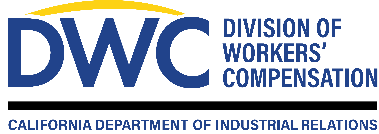 DWC
DIVISION OF
WORKERS'
COMPENSATION
CALIFORNIA DEPARTMENT OF INDUSTRIAL RELATIONS